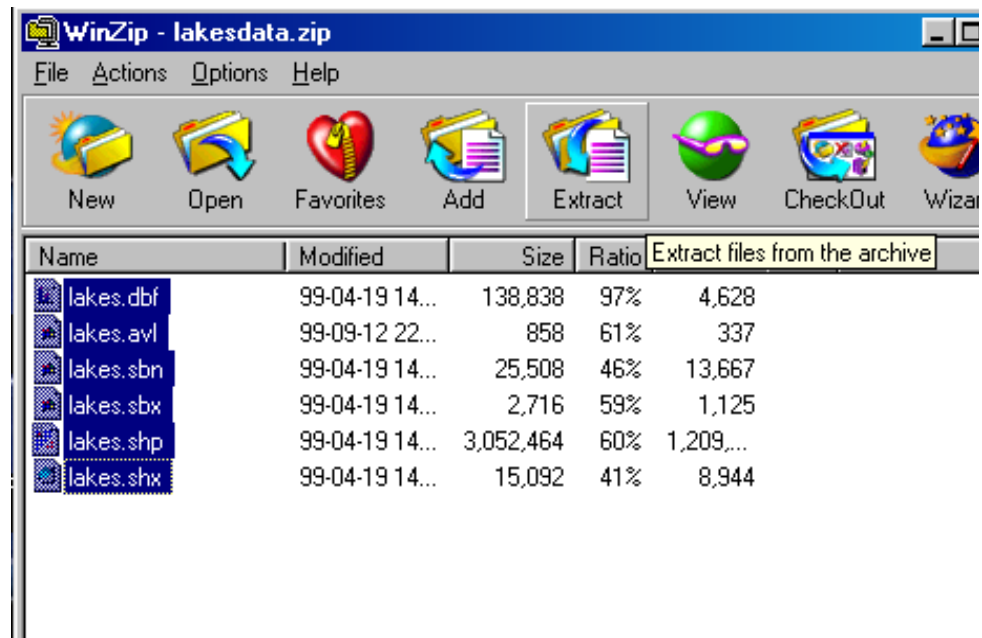 WinZip - lakesdata.zip
File Actions Options Help
New Open Favorites Add Extract View CheckOut Wizar
Name Modified Size Ratio Extract files from the archive
lakes.dbf 99-04-19 14... 138,838 97% 4,628
lakes.avl 99-09-12 22... 858 61% 337
lakes.sbn 99-04-19 14... 25,508 46% 13,667
lakes.sbx 99-04-19 14... 2,716 59% 1,125
lakes.shp 99-04-19 14... 3,052,464 60% 1,209,...
lakes.shx 99-04-19 14... 15,092 41% 8,944